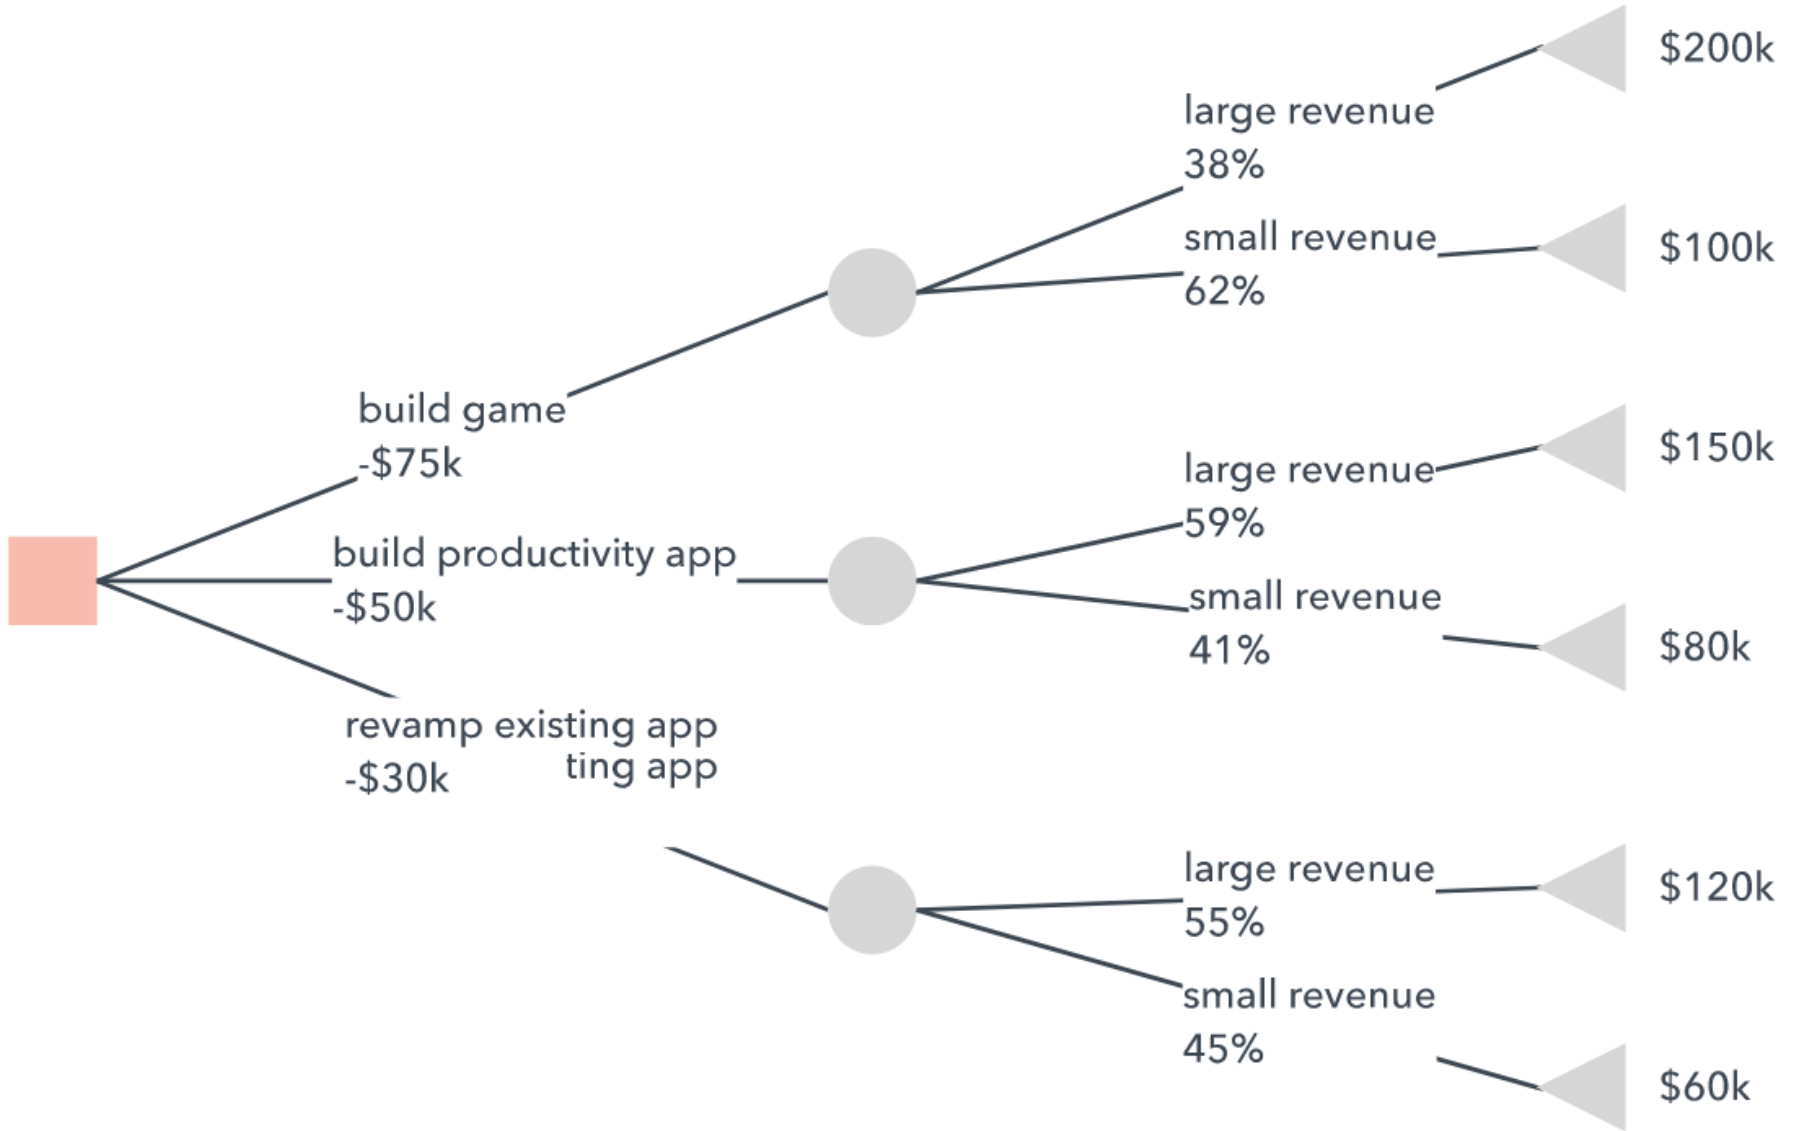 $200k
large revenue
38%
small revenue
62%
$100k
build game
-$75k
large revenue
59%
$150k
build productivity app
-$50k
small revenue
41%
$80k
revamp existing app
ting app
-$30k
large revenue
55%
$120k
small revenue
45%
$60k